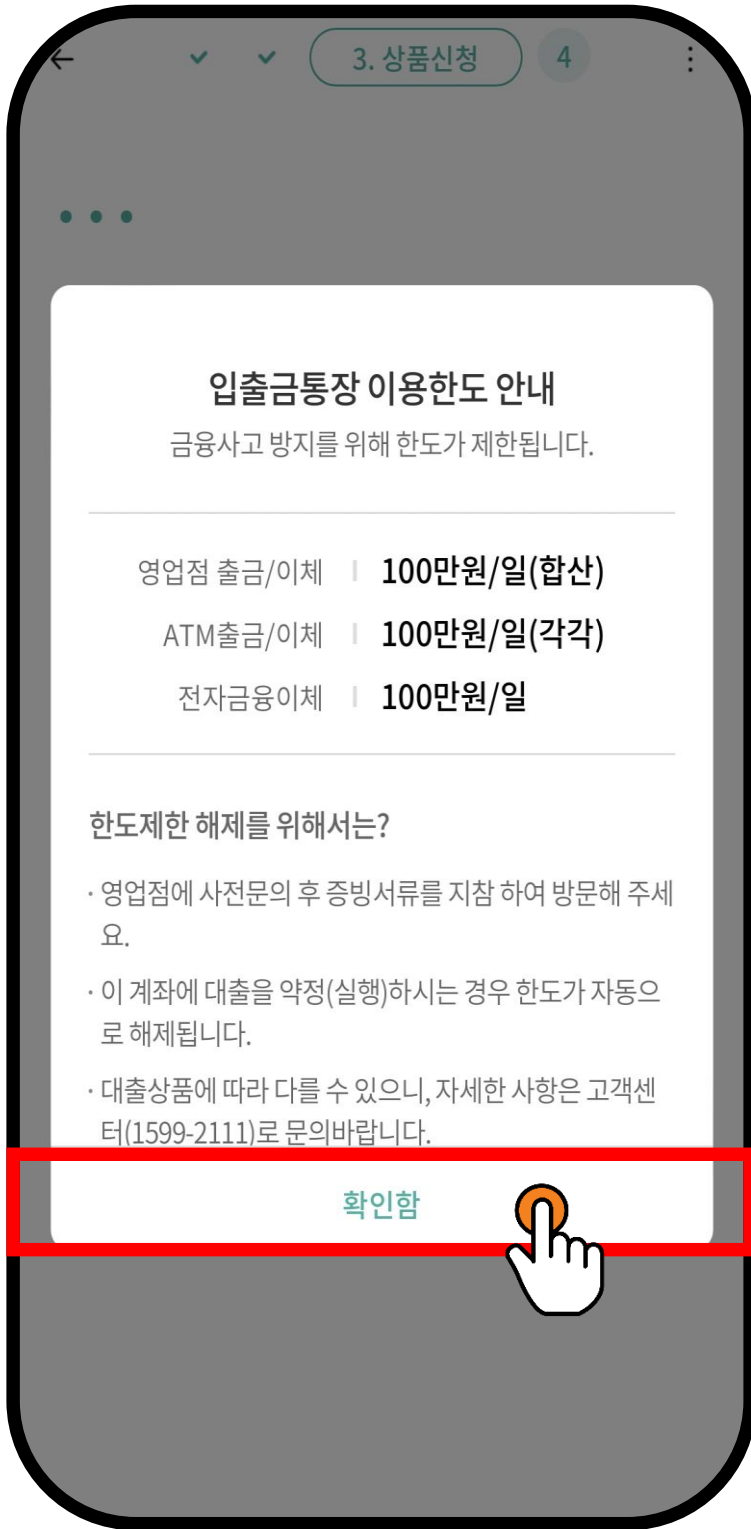 3. 상품신청 4
입출금통장 이용한도 안내
금융사고 방지를 위해 한도가 제한됩니다.
영업점 출금/이체 100만원/일(합산)
ATM출금/이체 100만원/일(각각)
전자금융이체 100만원/일
한도제한 해제를 위해서는?
· 영업점에 사전문의 후 증빙서류를 지참 하여 방문해 주세
요.
· 이 계좌에 대출을 약정(실행)하시는 경우 한도가 자동으
로 해제됩니다.
· 대출상품에 따라 다를 수 있으니, 자세한 사항은 고객센
터(1599-2111)로 문의바랍니다.
확인함